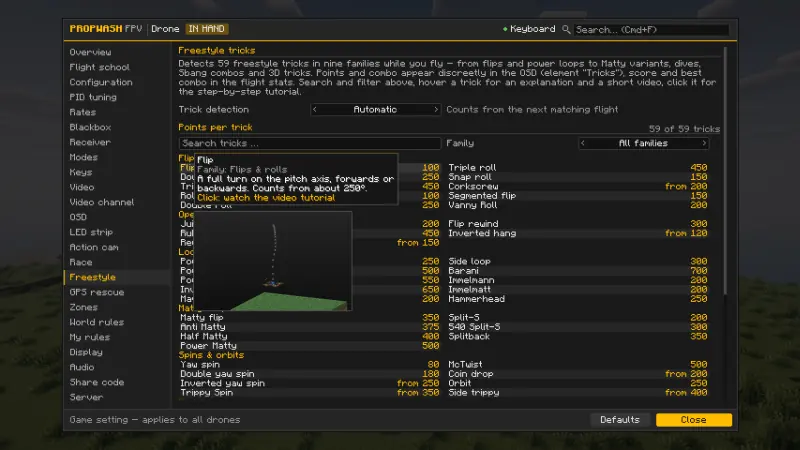 PROPWASH FPV Drone IN HAND
Keyboard Search... (Cmd+F)
Overview
Flight school
Configuration
PID tuning
Rates
Blackbox
Receiver
Modes
Keys
Video
Video channel
OSD
LED strip
Action cam
Race
Freestyle
GPS rescue
Zones
World rules
My rules
Display
Audio
Share code
Server
Freestyle tricks
Detects 59 freestyle tricks in nine families while you fly – from flips and power loops to Matty variants, dives,
Sbang combos and 3D tricks. Points and combo appear discreetly in the OSD (element "Tricks"), score and best
combo in the flight stats. Search and filter above, hover a trick for an explanation and a short video, click it for
the step-by-step tutorial.
Trick detection < Automatic > Counts from the next matching flight
Points per trick 59 of 59 tricks
Search tricks ... Family < All families >
Flip
Family: Flips & rolls
A full turn on the pitch axis, forwards or
backwards. Counts from about 250°.
Click: watch the video tutorial
100 Triple roll 450
250 Snap roll 150
450 Corkscrew from 200
100 Segmented flip 150
Double roll 250 Vanny Roll 200
200 Flip rewind 300
450 Inverted hang from 120
from 150
250 Side loop 300
500 Barani 700
550 Immelmann 200
650 Immelmatt 200
200 Hammerhead 250
Matty flip 350 Split-S 200
Anti Matty 375 540 Split-S 300
Half Matty 400 Splitback 350
Power Matty 500
Spins & orbits
Yaw spin 80 McTwist 500
Double yaw spin 180 Coin drop from 200
Inverted yaw spin from 250 Orbit 250
Trippy Spin from 350 Side trippy from 400
Game setting – applies to all drones Defaults Close